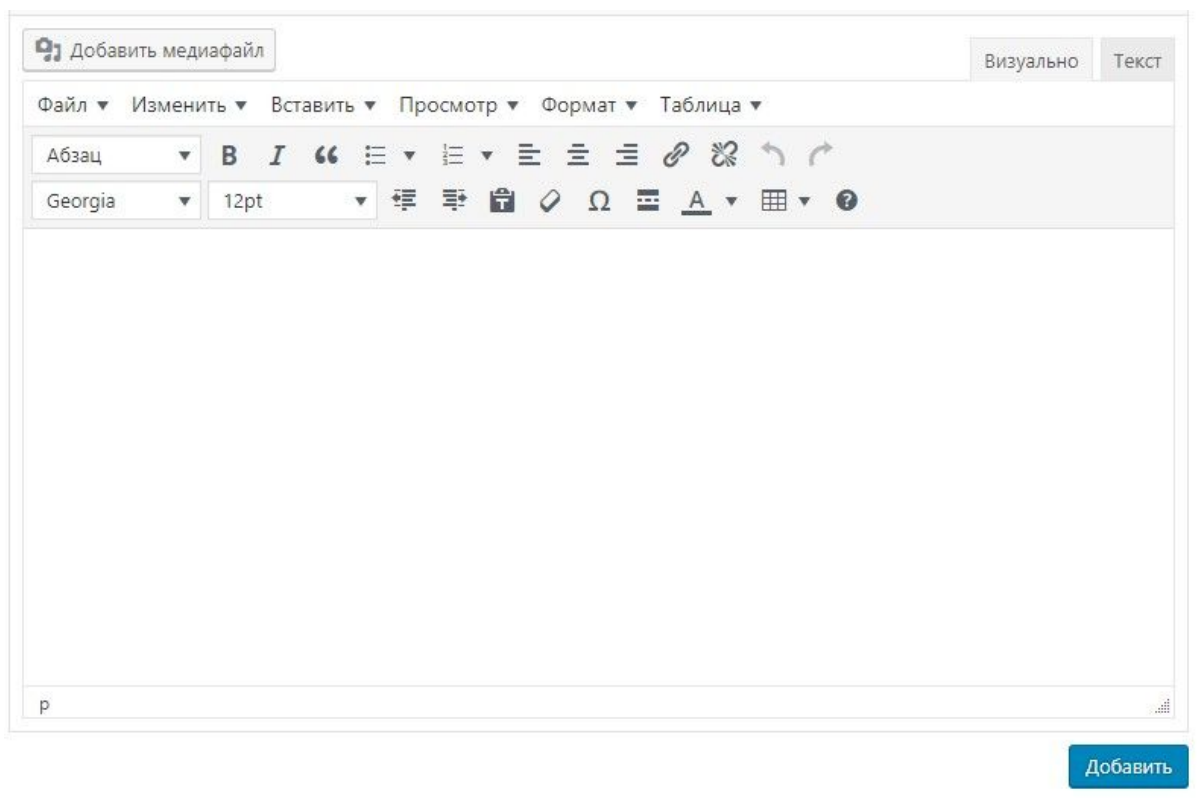 Добавить медиафайл
Визуально Текст
Файл Изменить Вставить Просмотр Формат Таблица
Абзац B I
Georgia 12pt T Ω A ?
p
Добавить